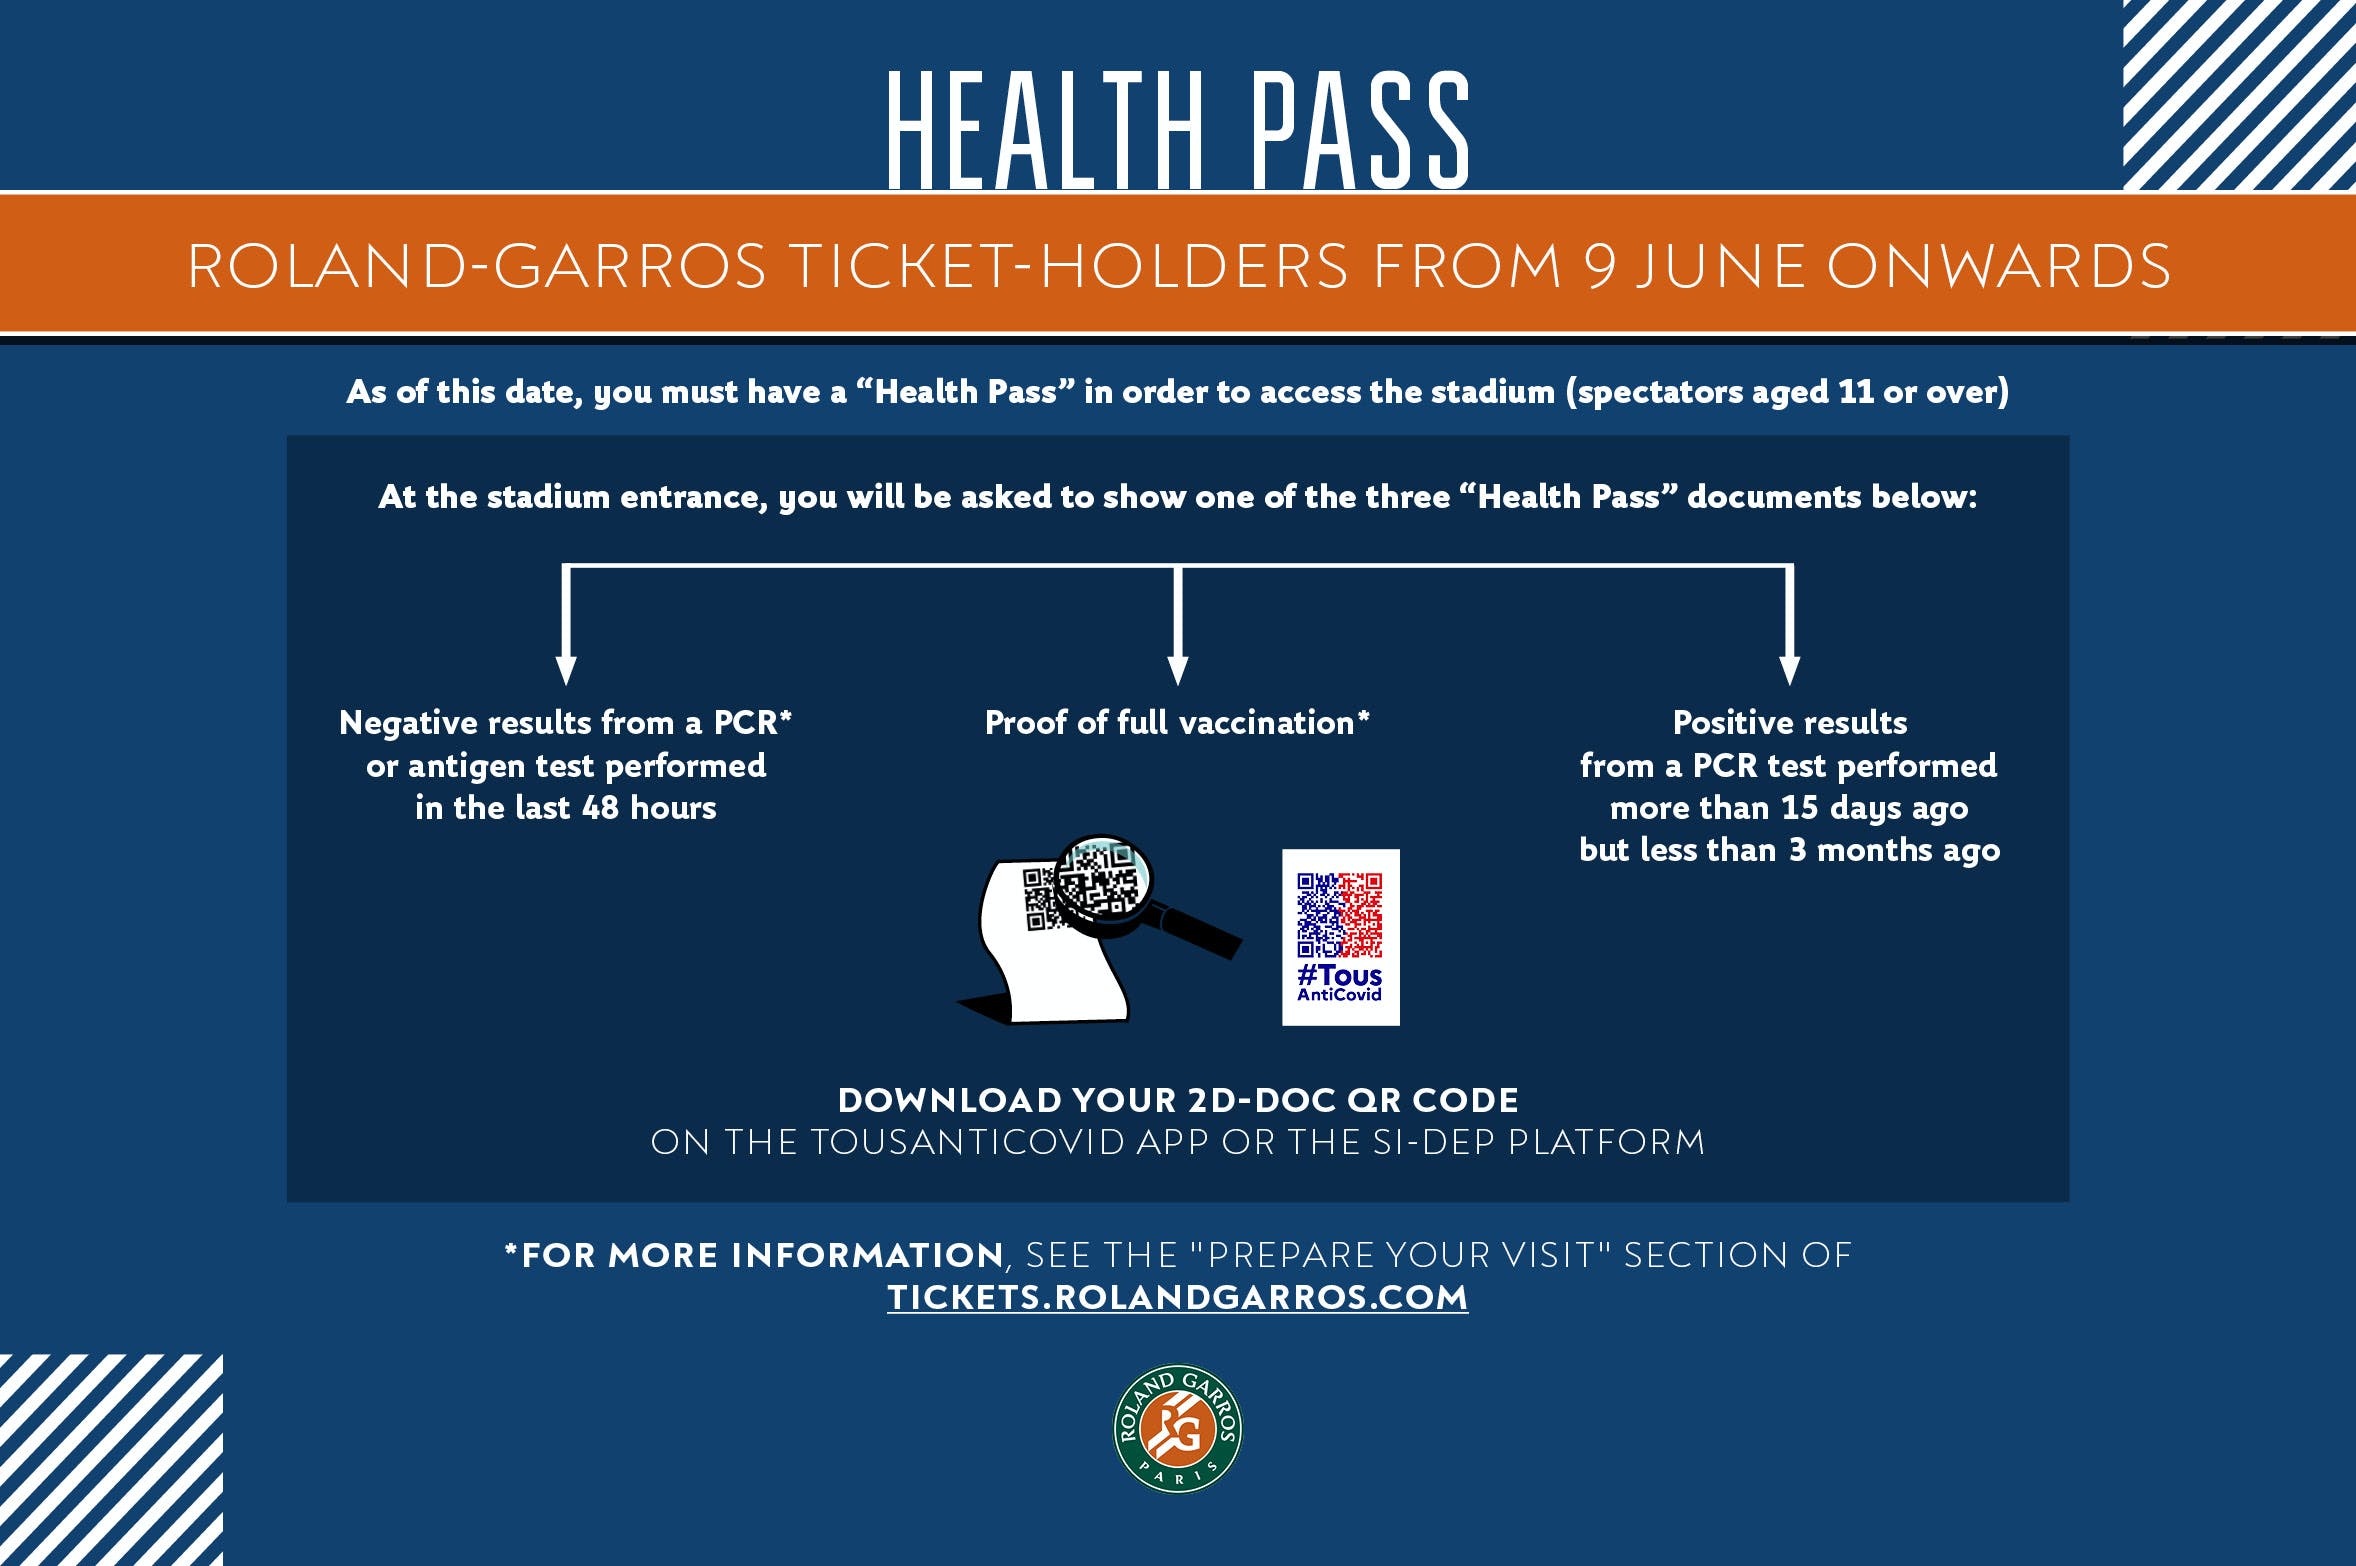 HEALTH PASS
ROLAND-GARROS TICKET-HOLDERS FROM 9 JUNE ONWARDS
As of this date, you must have a “Health Pass” in order to access the stadium (spectators aged 11 or over)
At the stadium entrance, you will be asked to show one of the three “Health Pass” documents below:
Negative results from a PCR*
or antigen test performed
in the last 48 hours
Proof of full vaccination*
Positive results
from a PCR test performed
more than 15 days ago
but less than 3 months ago
#Tous
AntiCovid
DOWNLOAD YOUR 2D-DOC QR CODE
ON THE TOUSANTICOVID APP OR THE SI-DEP PLATFORM
*FOR MORE INFORMATION, SEE THE "PREPARE YOUR VISIT" SECTION OF
TICKETS.ROLANDGARROS.COM
ROLAND GARROS
RG
PARIS